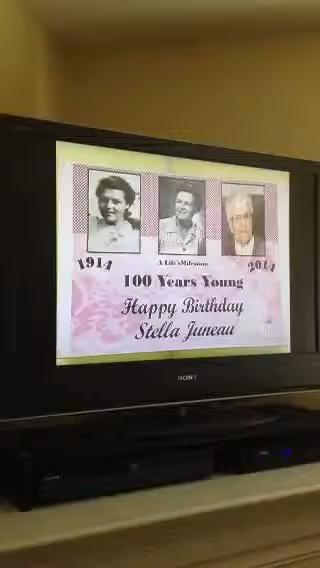 1914
2014
A Life's Milestone
100 Years Young
Happy Birthday
Stella Juneau
SONY